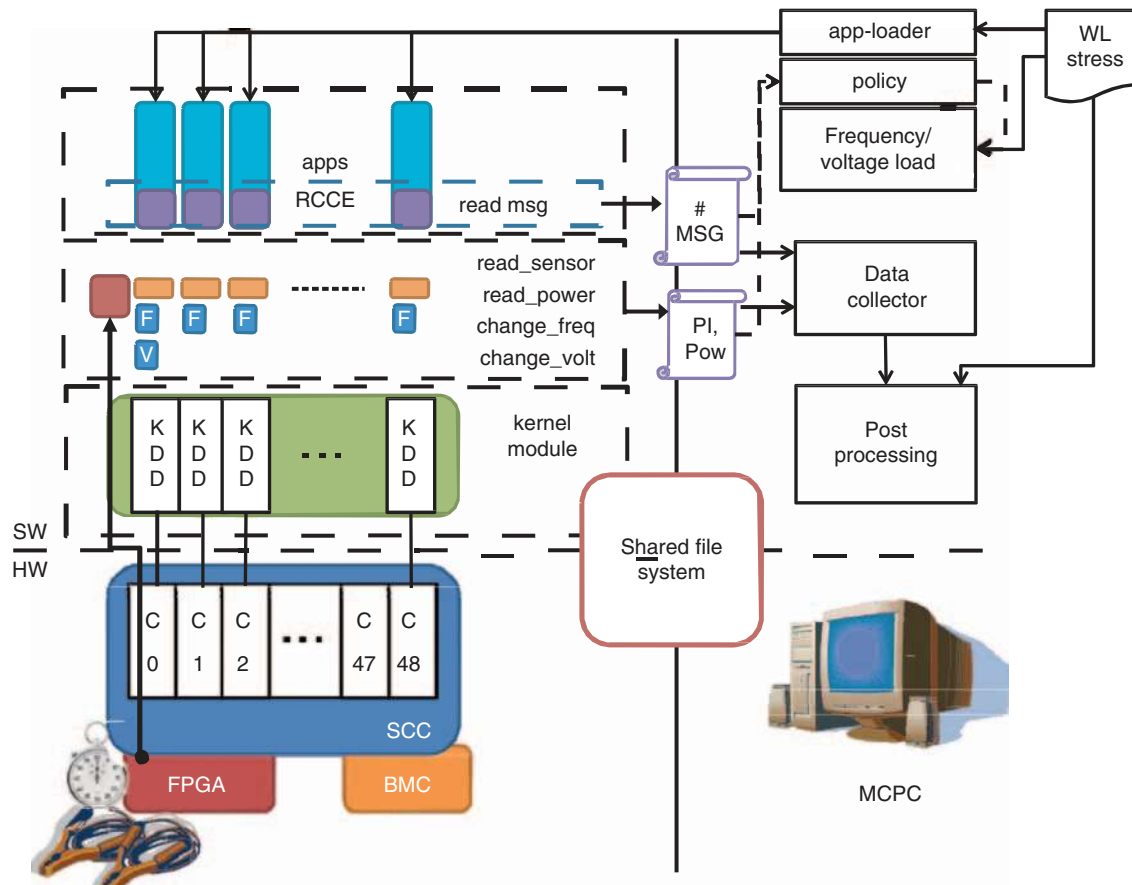 app-loader
WL
stress
policy
Frequency/
voltage load
apps
RCCE
read msg
#
MSG
read_sensor
read_power
change_freq
change_volt
F
F
F
F
V
PI,
Pow
Data
collector
Post
processing
K
D
D
K
D
D
K
D
D
K
D
D
kernel
module
SW
HW
Shared file
system
C
0
C
1
C
2
C
47
C
48
SCC
FPGA
BMC
MCPC